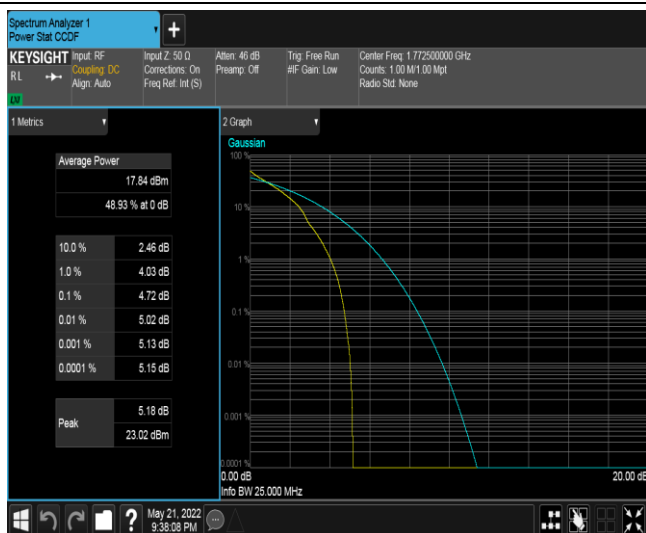 Spectrum Analyzer 1
Power Stat CCDF
+
KEYSIGHT
RL
LNI
Input: RF
Coupling: DC
Align: Auto
Input Z: 50 Ω
Corrections: On
Freq Ref: Int (S)
Atten: 46 dB
Preamp: Off
Trig: Free Run
#IF Gain: Low
Center Freq: 1.772500000 GHz
Counts: 1.00 M/1.00 Mpt
Radio Std: None
1 Metrics
Average Power
17.84 dBm
48.93 % at 0 dB
10.0 % 2.46 dB
1.0 % 4.03 dB
0.1 % 4.72 dB
0.01 % 5.02 dB
0.001 % 5.13 dB
0.0001 % 5.15 dB
Peak
5.18 dB
23.02 dBm
2 Graph
Gaussian
100 %
10 %
1 %
0.1 %
0.01 %
0.001 %
0.0001 %
0.00 dB
20.00 dB
Info BW 25.000 MHz
?
May 21, 2022
9:38:08 PM